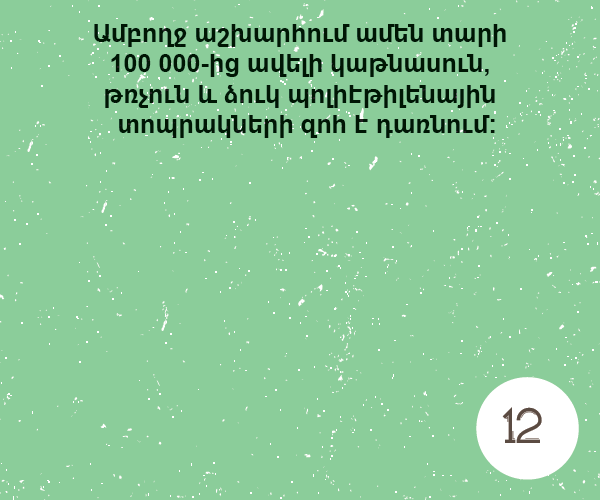 Ամբողջ աշխարհում ամեն տարի
100 000-ից ավելի կաթնասուն,
թռչուն և ձուկ պոլիէթիլենային
տոպրակների զոհ է դառնում:
12